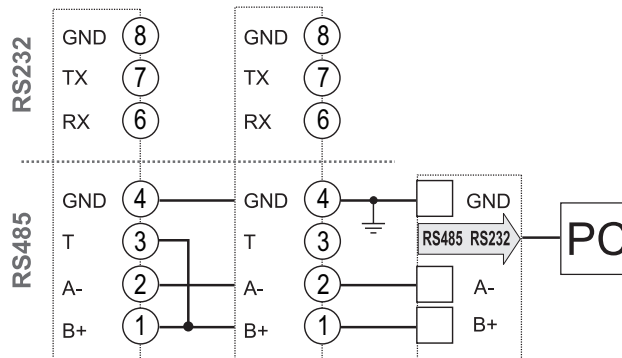 RS232
GND 8 GND 8
TX 7 TX 7
RX 6 RX 6
RS485
GND 4 GND 4 GND
T 3 T 3 RS485 RS232 PC
A- 2 A- 2 A-
B+ 1 B+ 1 B+